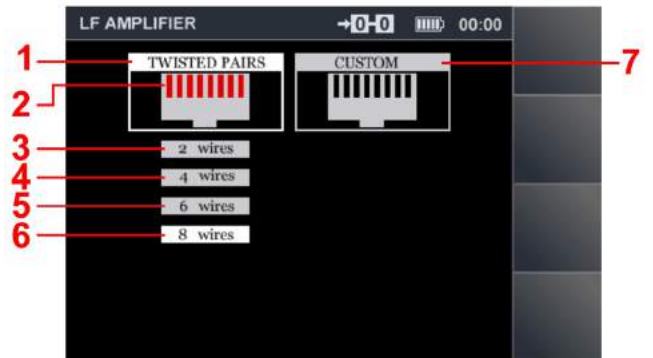 LF AMPLIFIER →0-0 00:00
1 TWISTED PAIRS CUSTOM 7
2
3 2 wires
4 4 wires
5 6 wires
6 8 wires